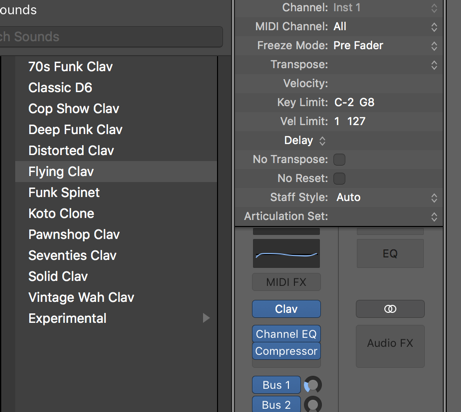 ounds
ch Sounds
70s Funk Clav
Classic D6
Cop Show Clav
Deep Funk Clav
Distorted Clav
Flying Clav
Funk Spinet
Koto Clone
Pawnshop Clav
Seventies Clav
Solid Clav
Vintage Wah Clav
Experimental
Channel: Inst 1
MIDI Channel: All
Freeze Mode: Pre Fader
Transpose:
Velocity:
Key Limit: C-2 G8
Vel Limit: 1 127
Delay
No Transpose:
No Reset:
Staff Style: Auto
Articulation Set:
EQ
MIDI FX
Clav
Channel EQ
Audio FX
Compressor
Bus 1
Bus 2